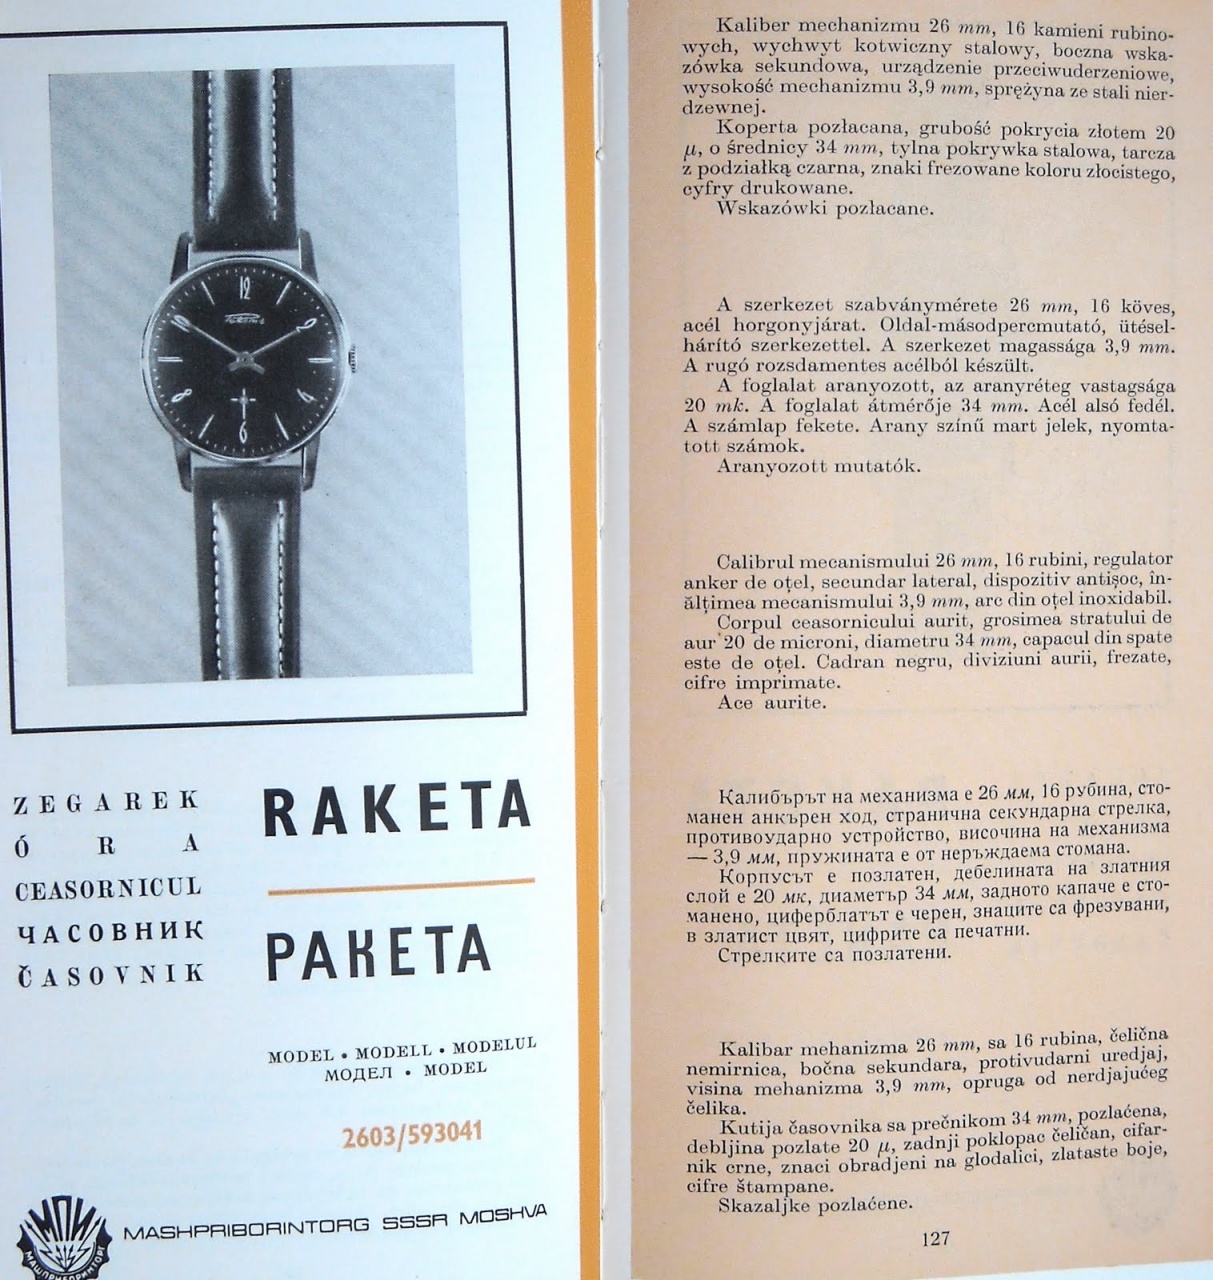 12
Ракета
9
3
8
4
6
ZEGAREK
ÓRA
CEASORNICUL
ЧАСОВНИК
ČASOVNIK
RAKETA
РАКЕТА
MODEL • MODELL • MODELUL
МОДЕЛ • MODEL
2603/593041
МПИ
МАШПРИБОРИНТОРГ
MASHPRIBORINTORG SSSR MOSHVA
Kaliber mechanizmu 26 mm, 16 kamieni rubino-
wych, wychwyt kotwiczny stalowy, boczna wska-
zówka sekundowa, urządzenie przeciwuderzeniowe,
wysokość mechanizmu 3,9 mm, sprężyna ze stali nier-
dzewnej.
Koperta pozłacana, grubość pokrycia złotem 20
μ, o średnicy 34 mm, tylna pokrywka stalowa, tarcza
z podziałką czarna, znaki frezowane koloru złocistego,
cyfry drukowane.
Wskazówki pozłacane.
A szerkezet szabványmérete 26 mm, 16 köves,
acél horgonyjárat. Oldal-másodpercmutató, ütésel-
hárító szerkezettel. A szerkezet magassága 3,9 mm.
A rugó rozsdamentes acélból készült.
A foglalat aranyozott, az aranyréteg vastagsága
20 mk. A foglalat átmérője 34 mm. Acél alsó fedél.
A számlap fekete. Arany színű mart jelek, nyomta-
tott számok.
Aranyozott mutatók.
Calibrul mecanismului 26 mm, 16 rubini, regulator
anker de oțel, secundar lateral, dispozitiv antișoc, în-
ălțimea mecanismului 3,9 mm, arc din oțel inoxidabil.
Corpul ceasornicului aurit, grosimea stratului de
aur 20 de microni, diametru 34 mm, capacul din spate
este de oțel. Cadran negru, diviziuni aurii, frezate,
cifre imprimate.
Ace aurite.
Калибърът на механизма е 26 мм, 16 рубина, сто-
манен анкърен ход, странична секундарна стрелка,
противоударно устройство, височина на механизма
— 3,9 мм, пружината е от неръждаема стомана.
Корпусът е позлатен, дебелината на златния
слой е 20 мк, диаметър 34 мм, задното капаче е сто-
манено, циферблатът е черен, знаците са фрезувани,
в златист цвят, цифрите са печатни.
Стрелките са позлатени.
Kalibar mehanizma 26 mm, sa 16 rubina, čelična
nemirnica, bočna sekundara, protivudarni uredjaj,
visina mehanizma 3,9 mm, opruga od nerdjajućeg
čelika.
Kutija časovnika sa prečnikom 34 mm, pozlaćena,
debljina pozlate 20 μ, zadnji poklopac čeličan, cifar-
nik crne, znaci obradjeni na glodalici, zlataste boje,
cifre štampane.
Skazaljke pozlaćene.
127